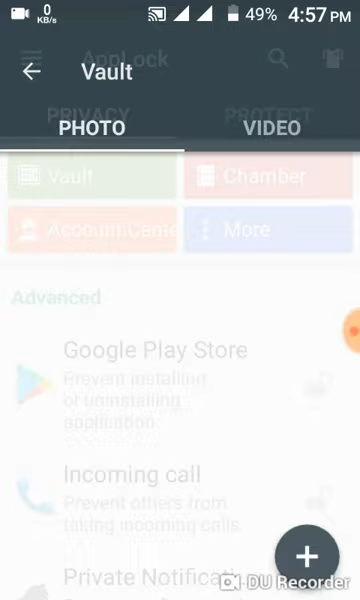 0 KB/s 49% 4:57 PM
AppLock
Vault
PRIVACY PROTECT
PHOTO VIDEO
Vault Chamber
AccountCente More
Advanced
Google Play Store
Prevent installing
or uninstalling
application.
Incoming call
Prevent others from
taking incoming calls.
Private Notificati
DU Recorder